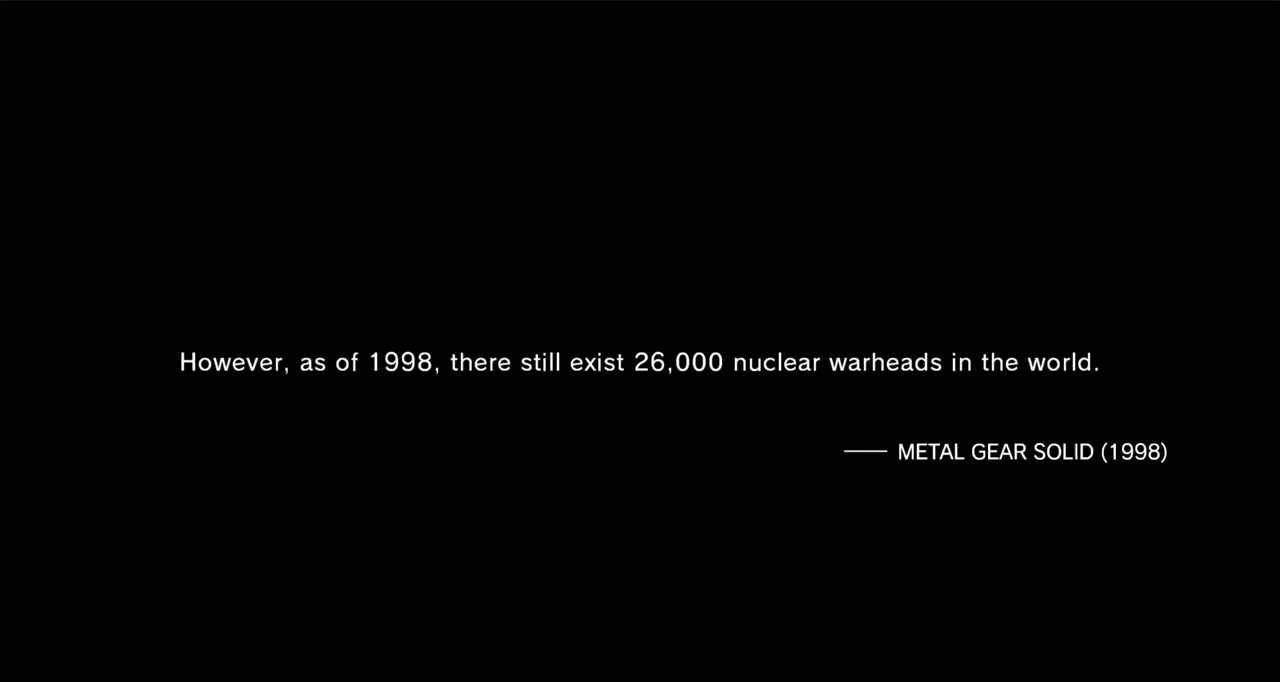 However, as of 1998, there still exist 26,000 nuclear warheads in the world.
—— METAL GEAR SOLID (1998)